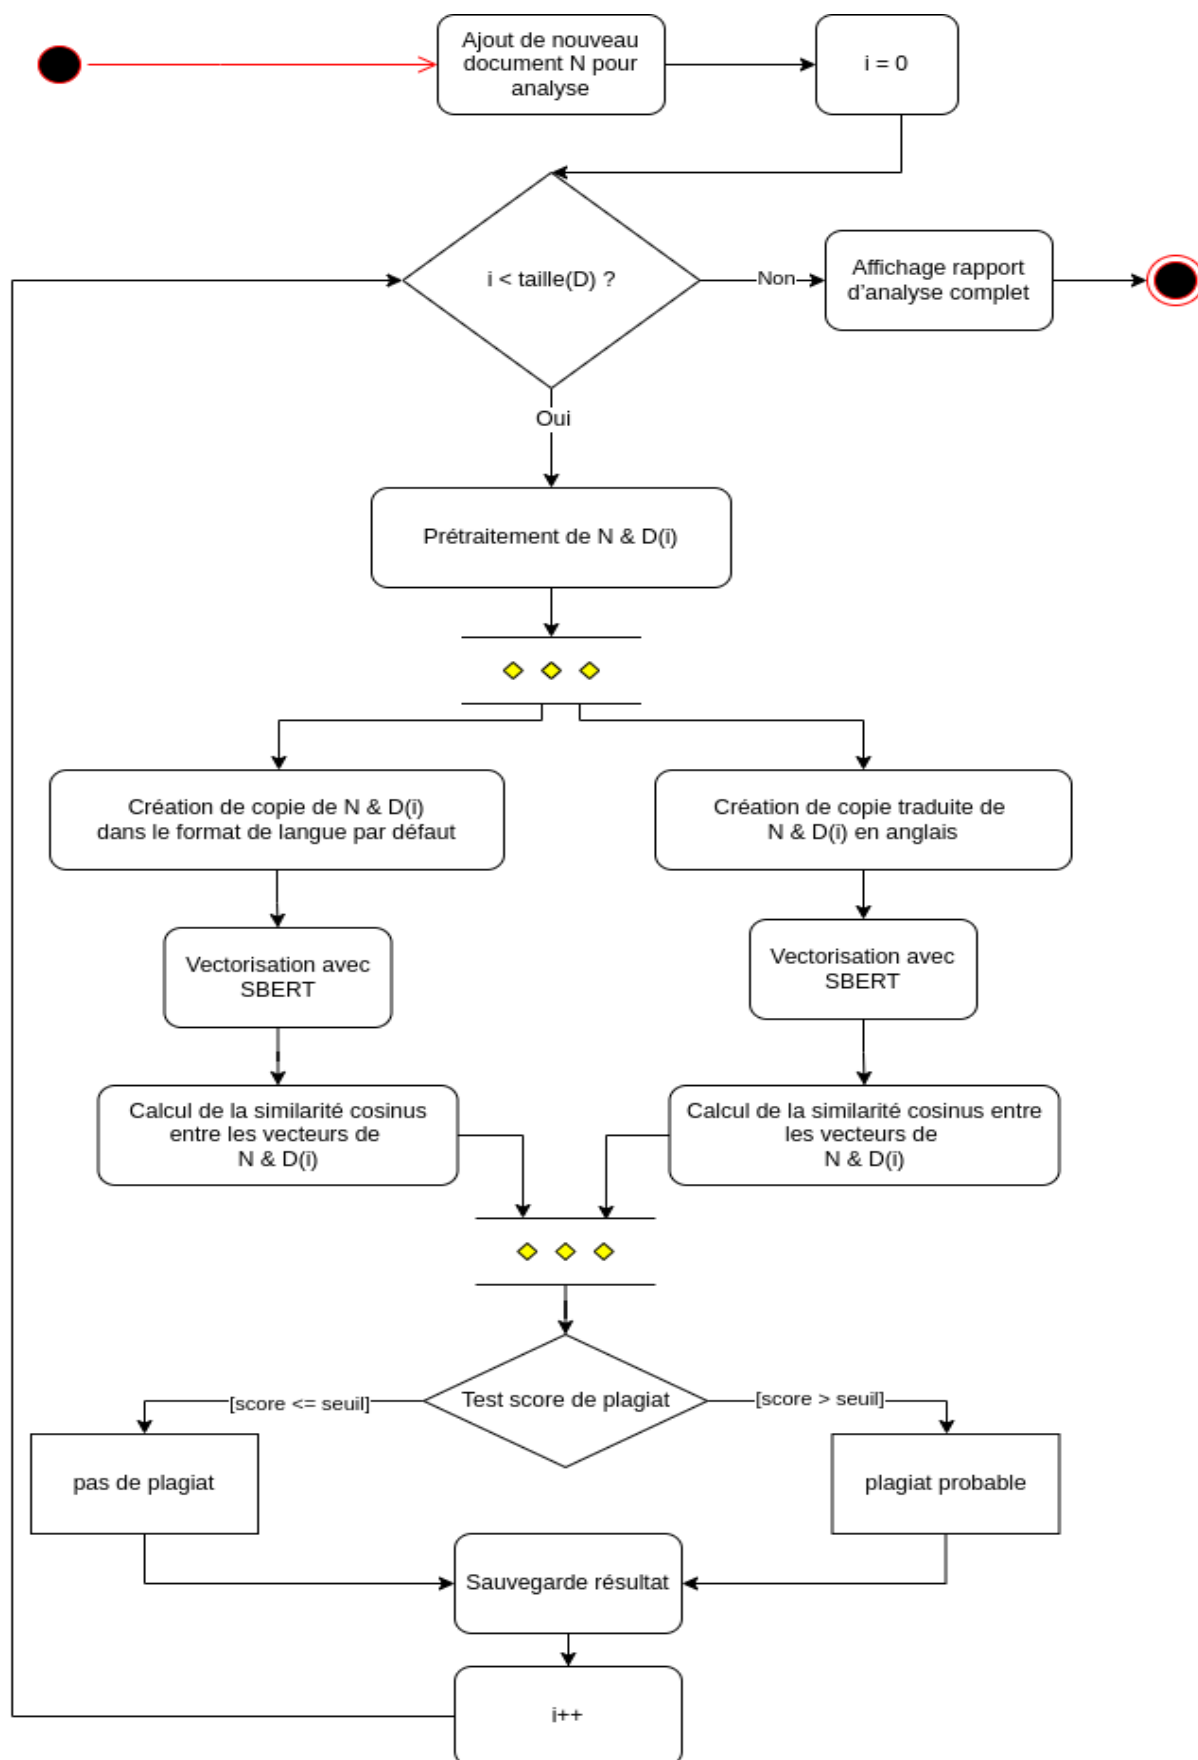 Ajout de nouveau
document N pour
analyse
i = 0
i < taille(D) ?
Non
Affichage rapport
d'analyse complet
Oui
Prétraitement de N & D(i)
Création de copie de N & D(i)
dans le format de langue par défaut
Création de copie traduite de
N & D(i) en anglais
Vectorisation avec
SBERT
Vectorisation avec
SBERT
Calcul de la similarité cosinus
entre les vecteurs de
N & D(i)
Calcul de la similarité cosinus entre
les vecteurs de
N & D(i)
Test score de plagiat
[score <= seuil]
[score > seuil]
pas de plagiat
plagiat probable
Sauvegarde résultat
i++